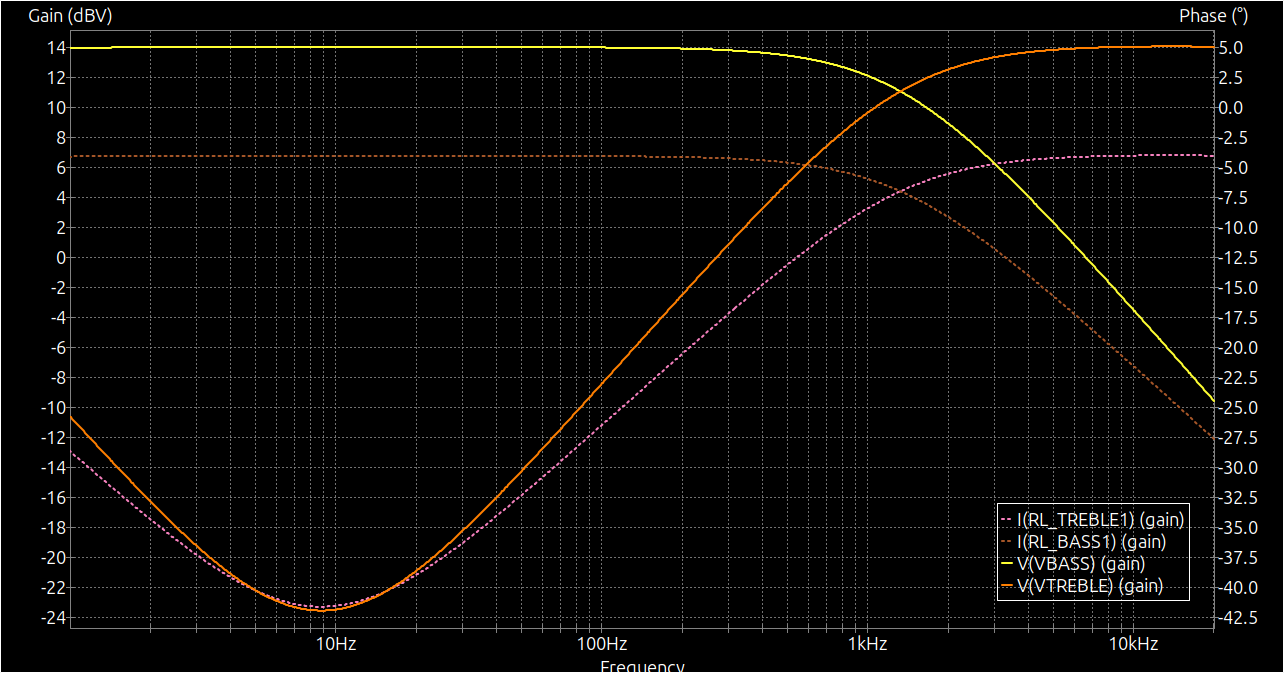 Gain (dBV) Phase (°)
14 5.0
12 2.5
10 0.0
8 -2.5
6 -5.0
4 -7.5
2 -10.0
0 -12.5
-2 -15.0
-4 -17.5
-6 -20.0
-8 -22.5
-10 -25.0
-12 -27.5
-14 -30.0
-16 -32.5
-18 -35.0
-20 -37.5
-22 -40.0
-24 -42.5
I(RL_TREBLE1) (gain)
I(RL_BASS1) (gain)
V(VBASS) (gain)
V(VTREBLE) (gain)
10Hz 100Hz 1kHz 10kHz
Frequency